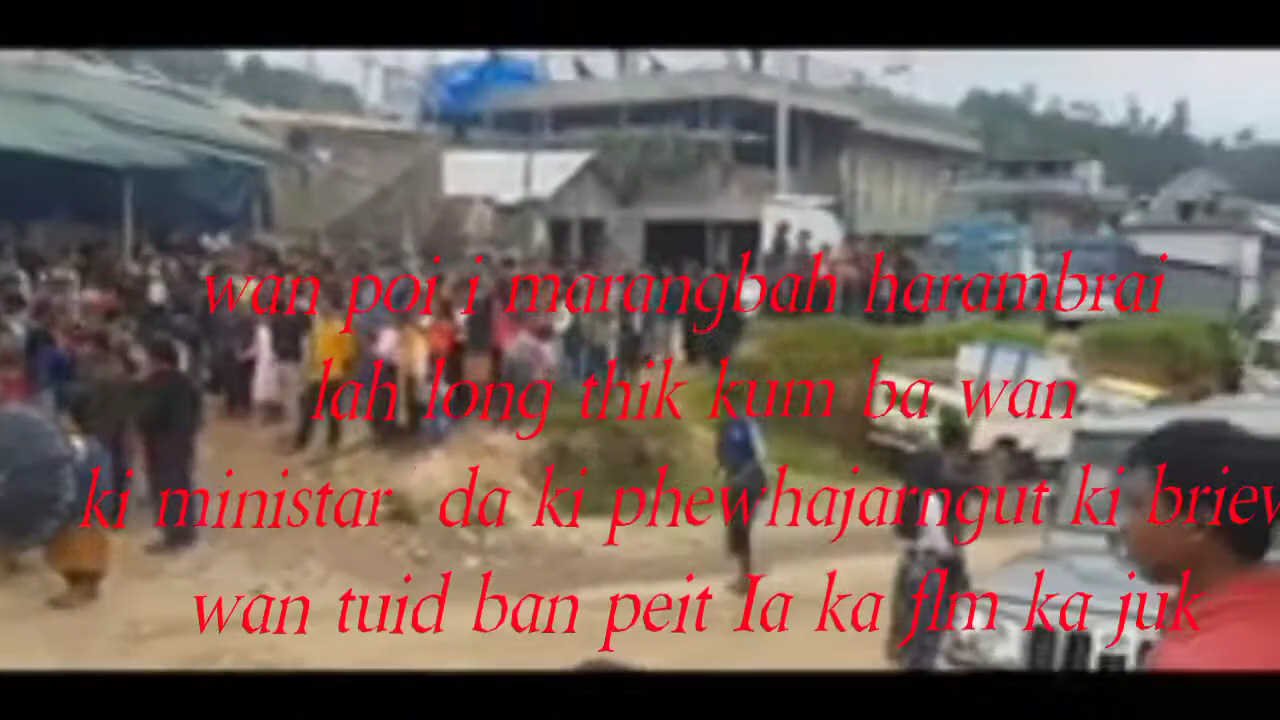 wan poi i marangbah harambrai
lah long thik kum ba wan
ki ministar da ki phewhajarngut ki briew
wan tuid ban peit Ia ka flm ka juk